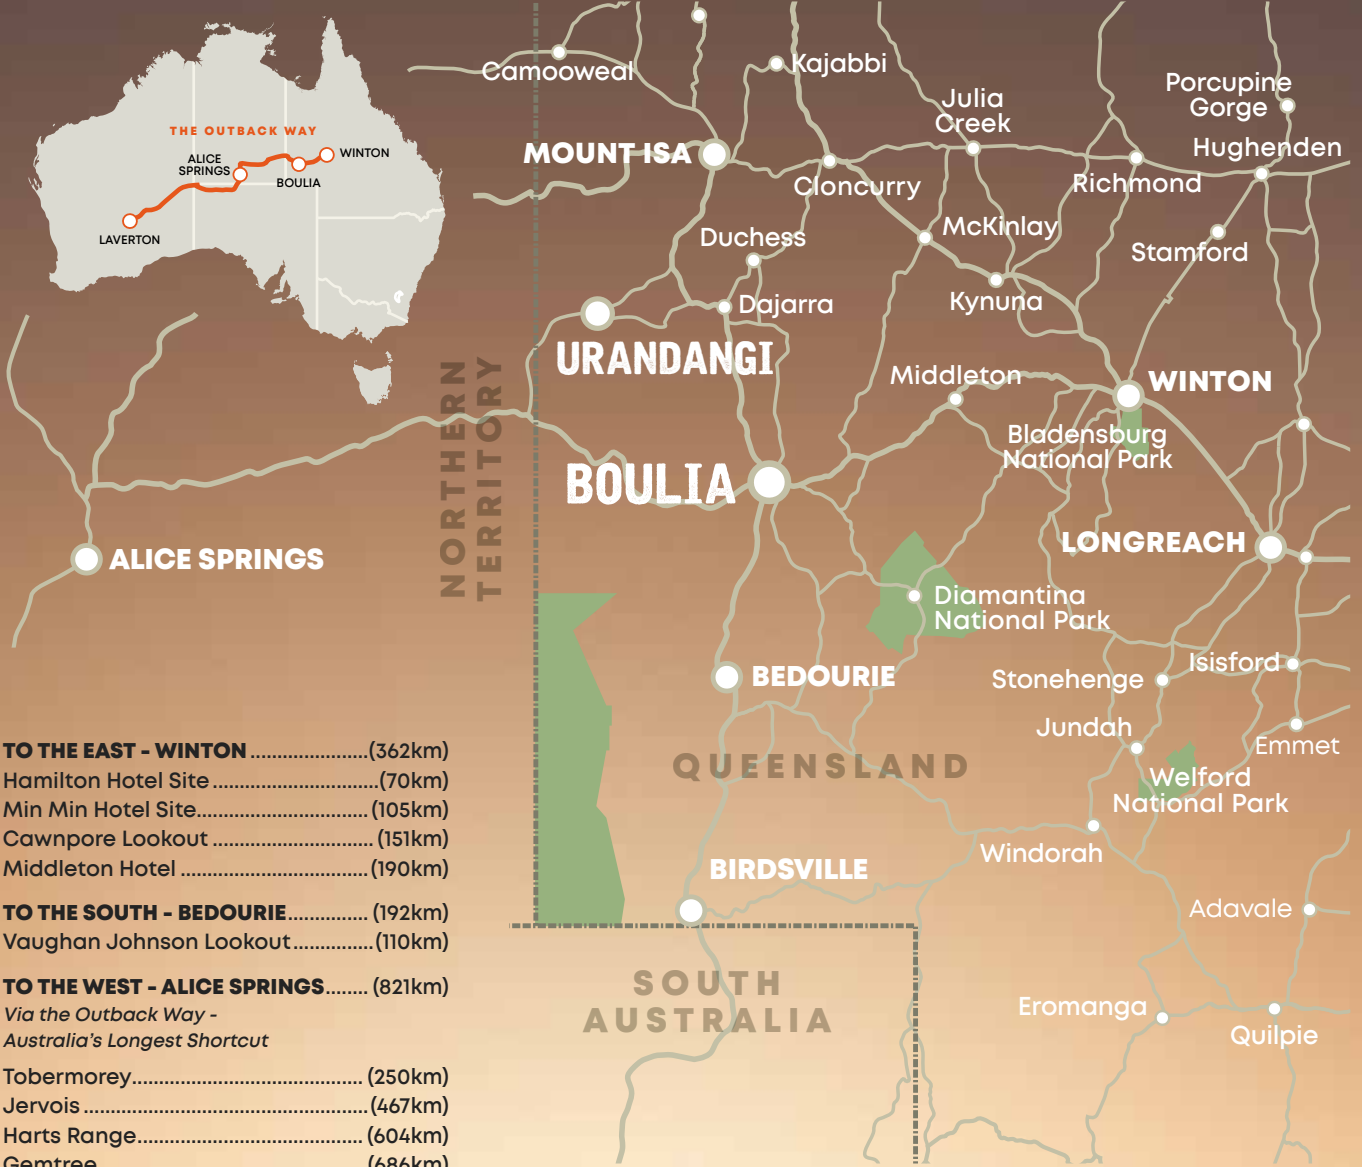 Camooweal
Kajabbi
Julia
Creek
Porcupine
Gorge
Hughenden
THE OUTBACK WAY
ALICE
SPRINGS
WINTON
BOULIA
LAVERTON
MOUNT ISA
Cloncurry
Richmond
McKinlay
Stamford
Duchess
Kynuna
Dajarra
URANDANGI
Middleton
WINTON
NORTHERN
TERRITORY
Bladensburg
National Park
BOULIA
LONGREACH
ALICE SPRINGS
Diamantina
National Park
BEDOURIE
Stonehenge
Isisford
Jundah
Emmet
QUEENSLAND
Welford
National Park
Windorah
BIRDSVILLE
Adavale
SOUTH
AUSTRALIA
Eromanga
Quilpie
TO THE EAST - WINTON ......................(362km)
Hamilton Hotel Site ...............................(70km)
Min Min Hotel Site................................ (105km)
Cawnpore Lookout .............................. (151km)
Middleton Hotel ................................... (190km)
TO THE SOUTH - BEDOURIE............... (192km)
Vaughan Johnson Lookout...............(110km)
TO THE WEST - ALICE SPRINGS........ (821km)
Via the Outback Way -
Australia's Longest Shortcut
Tobermorey........................................... (250km)
Jervois .....................................................(467km)
Harts Range.......................................... (604km)
Gemtree................................................. (686km)